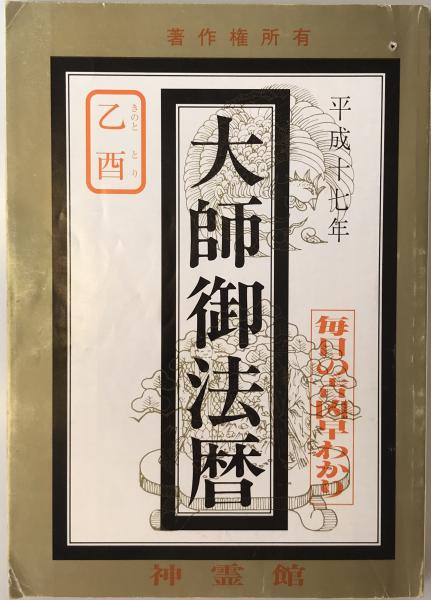 著作権所有
平成十七年
大師御法暦
乙酉
きのと とり
毎日の吉凶早わかり
神霊館